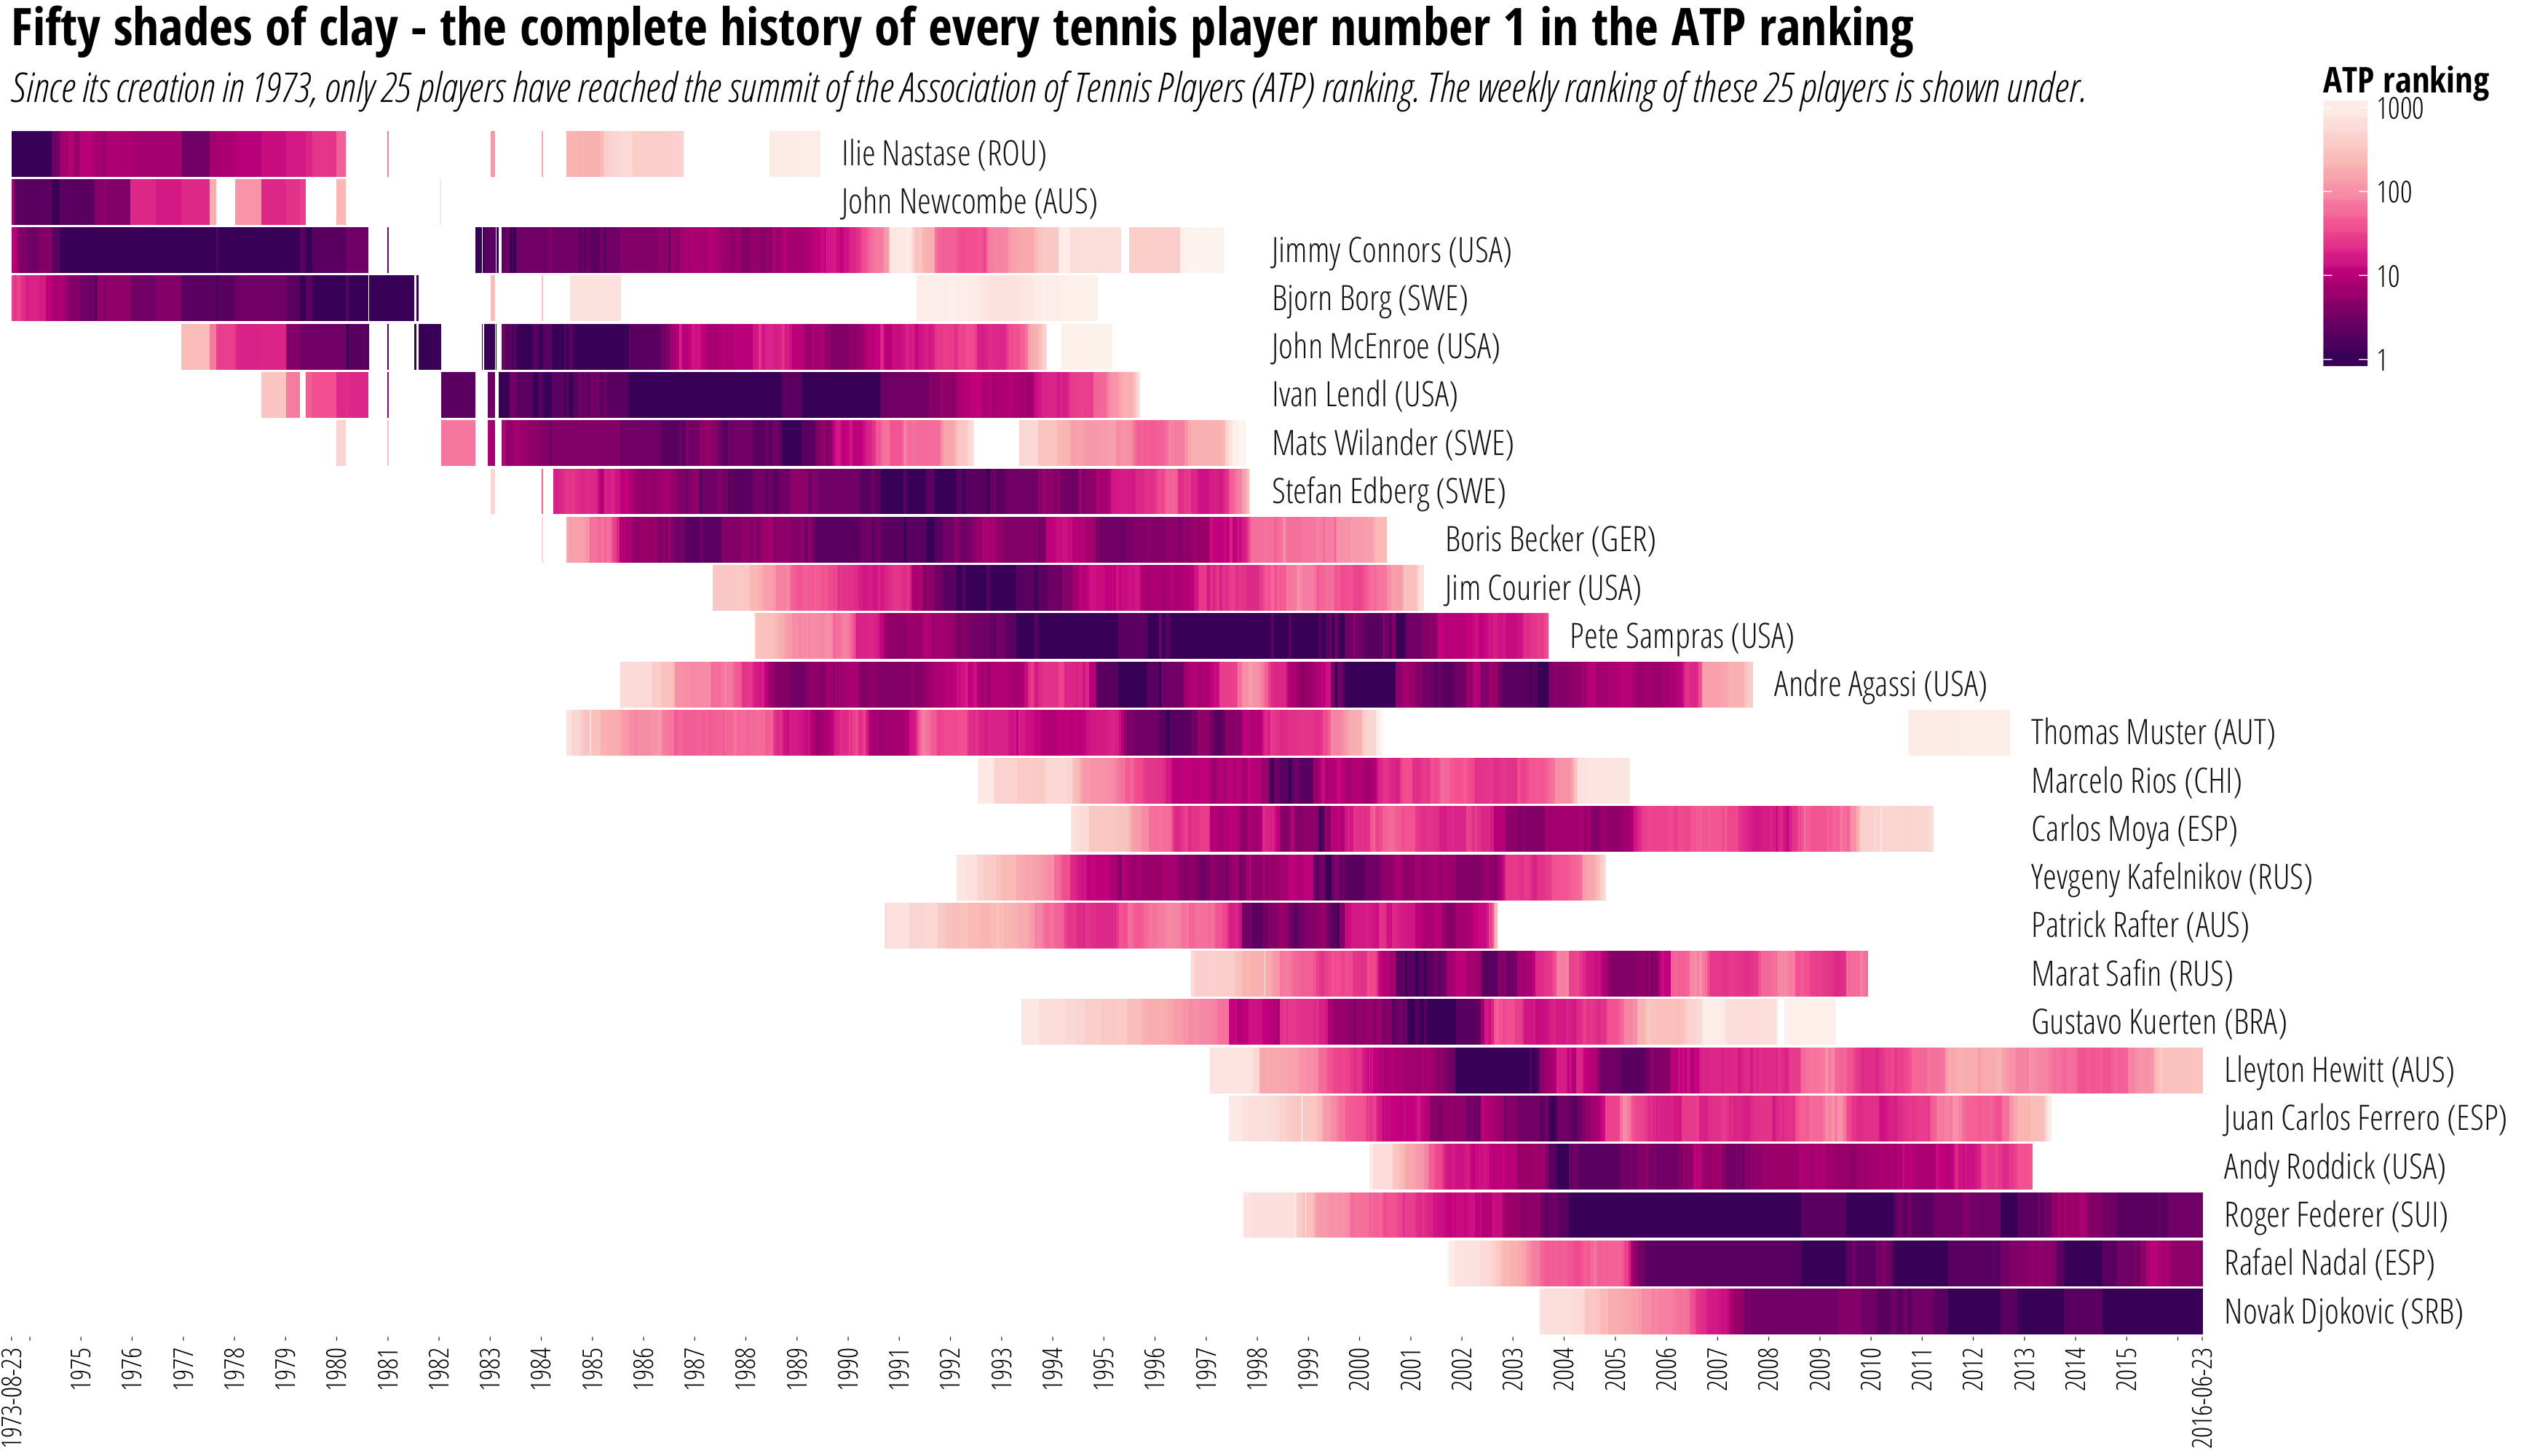 Fifty shades of clay - the complete history of every tennis player number 1 in the ATP ranking
Since its creation in 1973, only 25 players have reached the summit of the Association of Tennis Players (ATP) ranking. The weekly ranking of these 25 players is shown under.
ATP ranking
1000
100
10
1
Ilie Nastase (ROU)
John Newcombe (AUS)
Jimmy Connors (USA)
Bjorn Borg (SWE)
John McEnroe (USA)
Ivan Lendl (USA)
Mats Wilander (SWE)
Stefan Edberg (SWE)
Boris Becker (GER)
Jim Courier (USA)
Pete Sampras (USA)
Andre Agassi (USA)
Thomas Muster (AUT)
Marcelo Rios (CHI)
Carlos Moya (ESP)
Yevgeny Kafelnikov (RUS)
Patrick Rafter (AUS)
Marat Safin (RUS)
Gustavo Kuerten (BRA)
Lleyton Hewitt (AUS)
Juan Carlos Ferrero (ESP)
Andy Roddick (USA)
Roger Federer (SUI)
Rafael Nadal (ESP)
Novak Djokovic (SRB)
1973-08-23
1975
1976
1977
1978
1979
1980
1981
1982
1983
1984
1985
1986
1987
1988
1989
1990
1991
1992
1993
1994
1995
1996
1997
1998
1999
2000
2001
2002
2003
2004
2005
2006
2007
2008
2009
2010
2011
2012
2013
2014
2015
2016-06-23